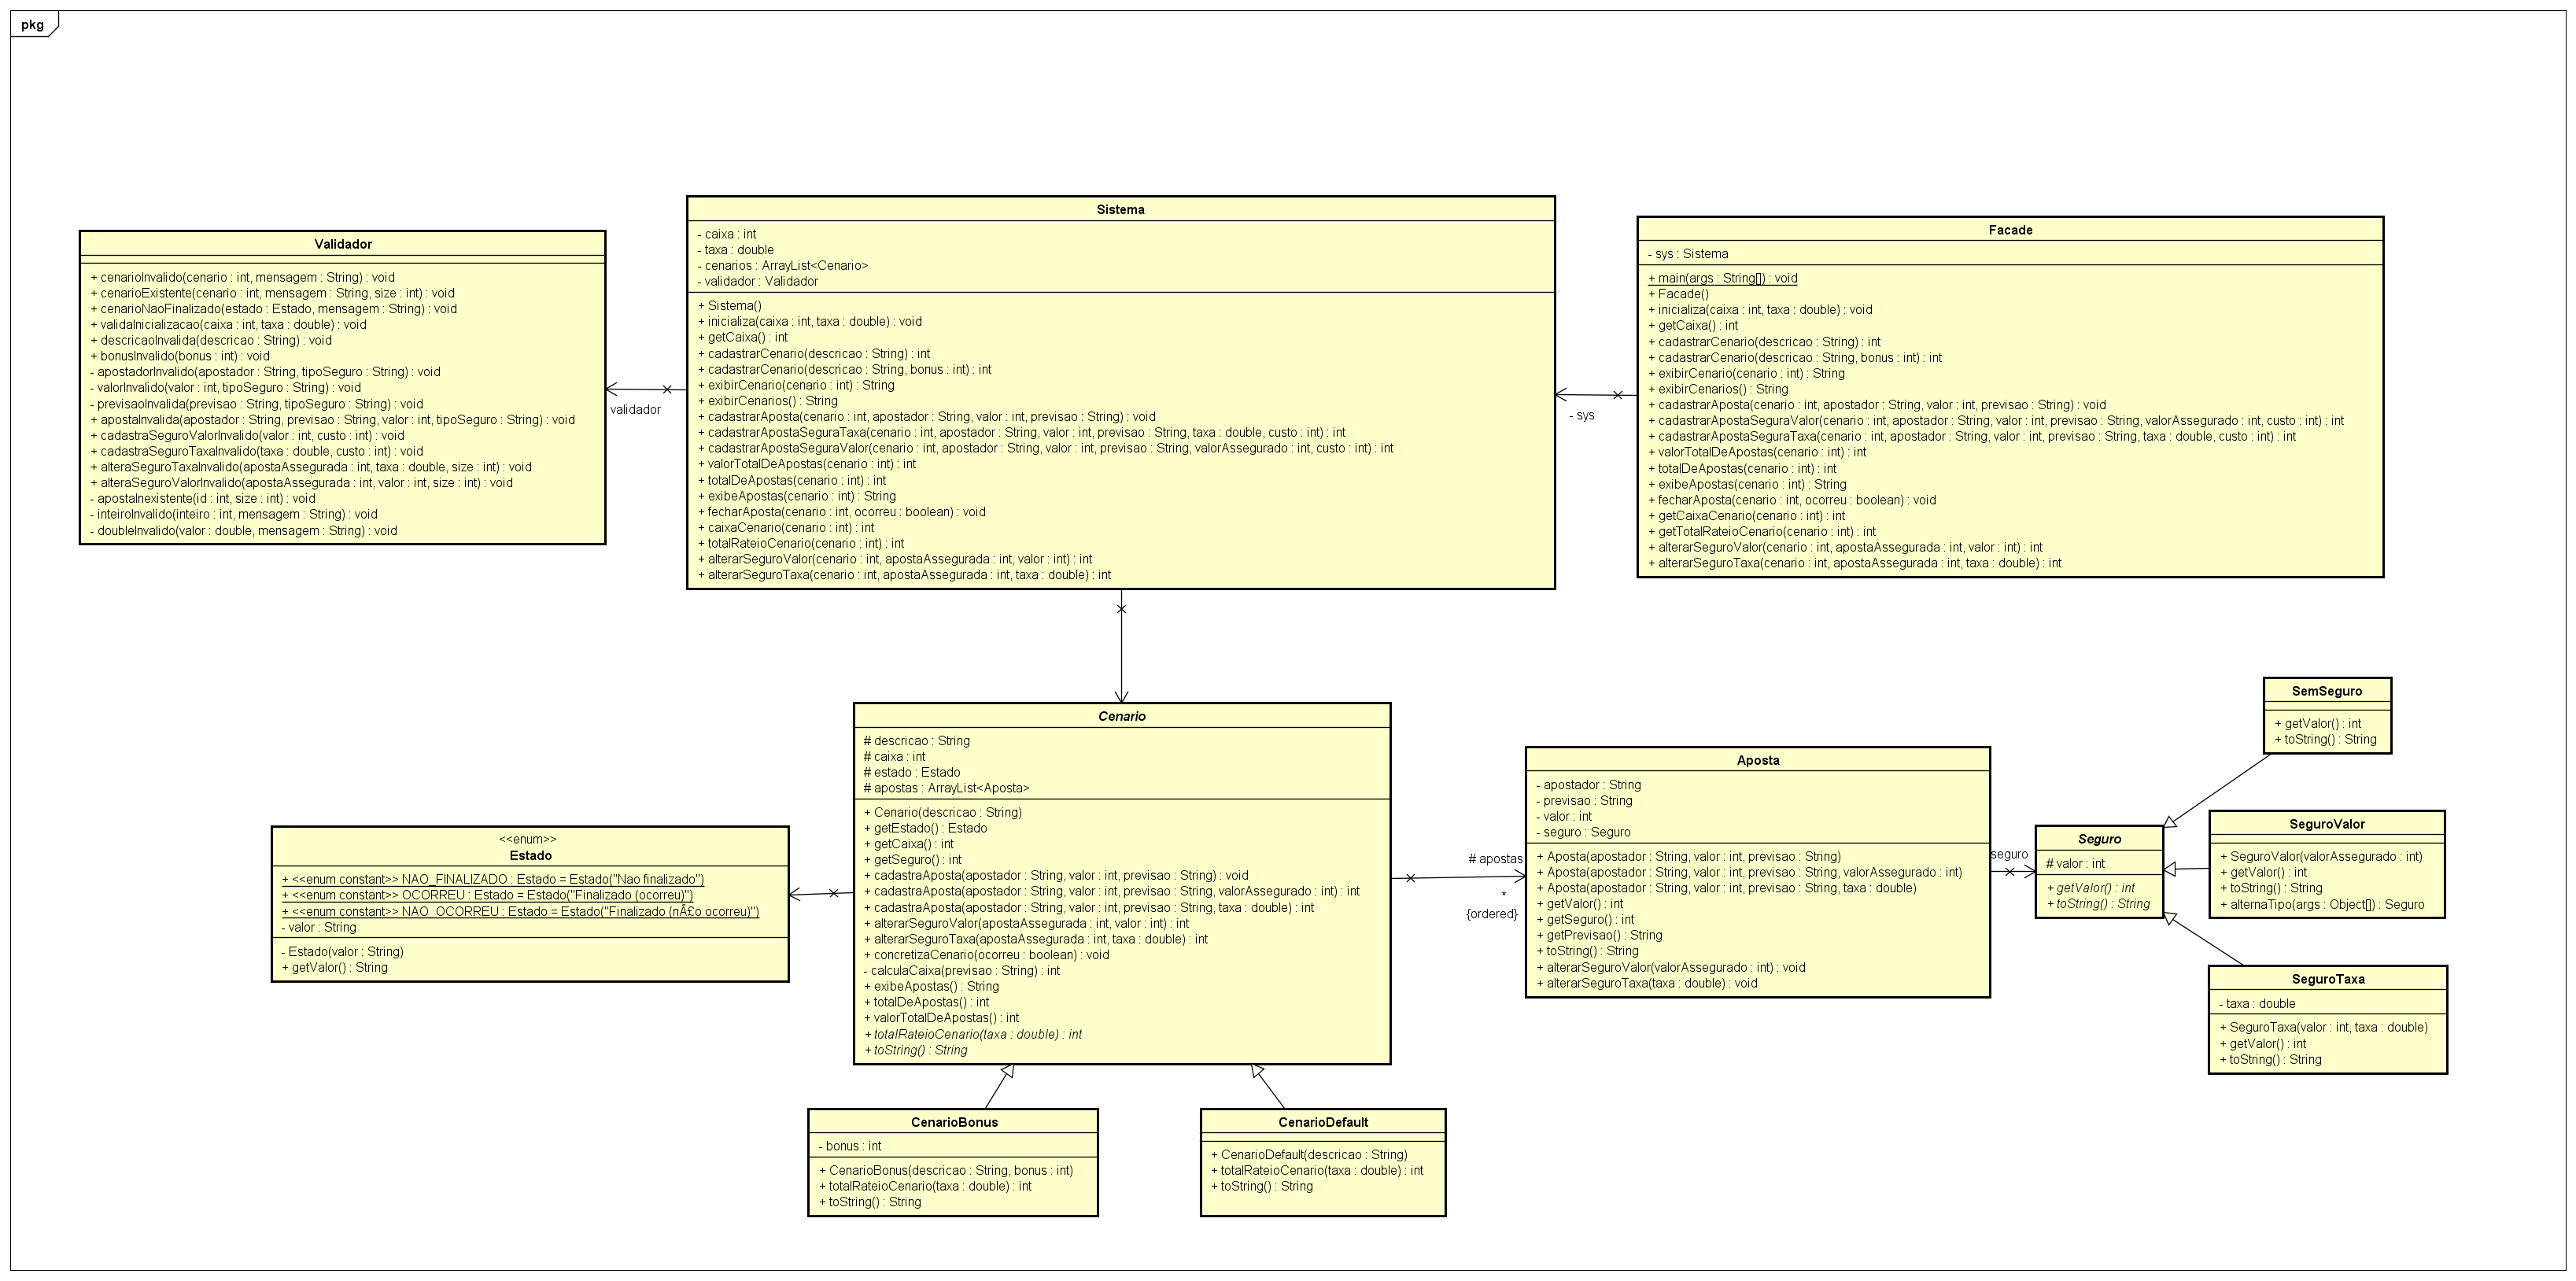 pkg
Validador
+ cenarioInvalido(cenario : int, mensagem : String) : void
+ cenarioExistente(cenario : int, mensagem : String, size : int) : void
+ cenarioNaoFinalizado(estado : Estado, mensagem : String) : void
+ validaInicializacao(caixa : int, taxa : double) : void
+ descricaoInvalida(descricao : String) : void
+ bonusInvalido(bonus : int) : void
- apostadorInvalido(apostador : String, tipoSeguro : String) : void
- valorInvalido(valor : int, tipoSeguro : String) : void
- previsaoInvalida(previsao : String, tipoSeguro : String) : void
+ apostaInvalida(apostador : String, previsao : String, valor : int, tipoSeguro : String) : void
+ cadastraSeguroValorInvalido(valor : int, custo : int) : void
+ cadastraSeguroTaxaInvalido(taxa : double, custo : int) : void
+ alteraSeguroTaxaInvalido(apostaAssegurada : int, taxa : double, size : int) : void
+ alteraSeguroValorInvalido(apostaAssegurada : int, valor : int, size : int) : void
- apostaInexistente(id : int, size : int) : void
- inteiroInvalido(inteiro : int, mensagem : String) : void
- doubleInvalido(valor : double, mensagem : String) : void
validador
Sistema
- caixa : int
- taxa : double
- cenarios : ArrayList<Cenario>
- validador : Validador
+ Sistema()
+ inicializa(caixa : int, taxa : double) : void
+ getCaixa() : int
+ cadastrarCenario(descricao : String) : int
+ cadastrarCenario(descricao : String, bonus : int) : int
+ exibirCenario(cenario : int) : String
+ exibirCenarios() : String
+ cadastrarAposta(cenario : int, apostador : String, valor : int, previsao : String) : void
+ cadastrarApostaSeguraTaxa(cenario : int, apostador : String, valor : int, previsao : String, taxa : double, custo : int) : int
+ cadastrarApostaSeguraValor(cenario : int, apostador : String, valor : int, previsao : String, valorAssegurado : int, custo : int) : int
+ valorTotalDeApostas(cenario : int) : int
+ totalDeApostas(cenario : int) : int
+ exibeApostas(cenario : int) : String
+ fecharAposta(cenario : int, ocorreu : boolean) : void
+ caixaCenario(cenario : int) : int
+ totalRateioCenario(cenario : int) : int
+ alterarSeguroValor(cenario : int, apostaAssegurada : int, valor : int) : int
+ alterarSeguroTaxa(cenario : int, apostaAssegurada : int, taxa : double) : int
- sys
Facade
- sys : Sistema
+ main(args : String[]) : void
+ Facade()
+ inicializa(caixa : int, taxa : double) : void
+ getCaixa() : int
+ cadastrarCenario(descricao : String) : int
+ cadastrarCenario(descricao : String, bonus : int) : int
+ exibirCenario(cenario : int) : String
+ exibirCenarios() : String
+ cadastrarAposta(cenario : int, apostador : String, valor : int, previsao : String) : void
+ cadastrarApostaSeguraValor(cenario : int, apostador : String, valor : int, previsao : String, valorAssegurado : int, custo : int) : int
+ cadastrarApostaSeguraTaxa(cenario : int, apostador : String, valor : int, previsao : String, taxa : double, custo : int) : int
+ valorTotalDeApostas(cenario : int) : int
+ totalDeApostas(cenario : int) : int
+ exibeApostas(cenario : int) : String
+ fecharAposta(cenario : int, ocorreu : boolean) : void
+ getCaixaCenario(cenario : int) : int
+ getTotalRateioCenario(cenario : int) : int
+ alterarSeguroValor(cenario : int, apostaAssegurada : int, valor : int) : int
+ alterarSeguroTaxa(cenario : int, apostaAssegurada : int, taxa : double) : int
<<enum>>
Estado
+ <<enum constant>> NAO_FINALIZADO : Estado = Estado("Nao finalizado")
+ <<enum constant>> OCORREU : Estado = Estado("Finalizado (ocorreu)")
+ <<enum constant>> NAO_OCORREU : Estado = Estado("Finalizado (nÃ£o ocorreu)")
- valor : String
- Estado(valor : String)
+ getValor() : String
Cenario
# descricao : String
# caixa : int
# estado : Estado
# apostas : ArrayList<Aposta>
+ Cenario(descricao : String)
+ getEstado() : Estado
+ getCaixa() : int
+ getSeguro() : int
+ cadastraAposta(apostador : String, valor : int, previsao : String) : void
+ cadastraAposta(apostador : String, valor : int, previsao : String, valorAssegurado : int) : int
+ cadastraAposta(apostador : String, valor : int, previsao : String, taxa : double) : int
+ alterarSeguroValor(apostaAssegurada : int, valor : int) : int
+ alterarSeguroTaxa(apostaAssegurada : int, taxa : double) : int
+ concretizaCenario(ocorreu : boolean) : void
- calculaCaixa(previsao : String) : int
+ exibeApostas() : String
+ totalDeApostas() : int
+ valorTotalDeApostas() : int
+ totalRateioCenario(taxa : double) : int
+ toString() : String
# apostas
*
{ordered}
Aposta
- apostador : String
- previsao : String
- valor : int
- seguro : Seguro
+ Aposta(apostador : String, valor : int, previsao : String)
+ Aposta(apostador : String, valor : int, previsao : String, valorAssegurado : int)
+ Aposta(apostador : String, valor : int, previsao : String, taxa : double)
+ getValor() : int
+ getSeguro() : int
+ getPrevisao() : String
+ toString() : String
+ alterarSeguroValor(valorAssegurado : int) : void
+ alterarSeguroTaxa(taxa : double) : void
seguro
Seguro
# valor : int
+ getValor() : int
+ toString() : String
SemSeguro
+ getValor() : int
+ toString() : String
SeguroValor
+ SeguroValor(valorAssegurado : int)
+ getValor() : int
+ toString() : String
+ alternaTipo(args : Object[]) : Seguro
SeguroTaxa
- taxa : double
+ SeguroTaxa(valor : int, taxa : double)
+ getValor() : int
+ toString() : String
CenarioBonus
- bonus : int
+ CenarioBonus(descricao : String, bonus : int)
+ totalRateioCenario(taxa : double) : int
+ toString() : String
CenarioDefault
+ CenarioDefault(descricao : String)
+ totalRateioCenario(taxa : double) : int
+ toString() : String